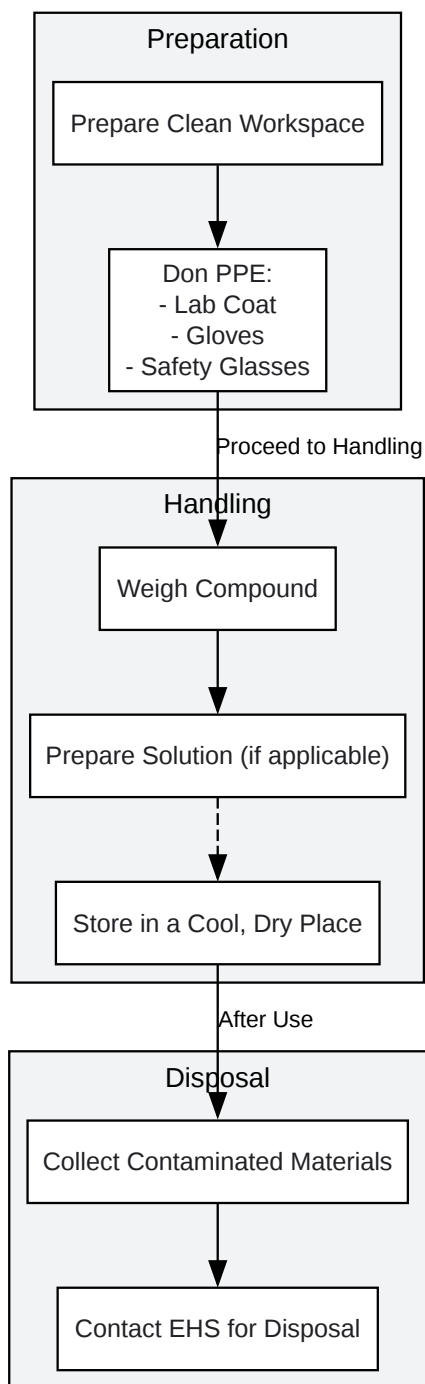 Preparation
Prepare Clean Workspace
Don PPE:
- Lab Coat
- Gloves
- Safety Glasses
Proceed to Handling
Handling
Weigh Compound
Prepare Solution (if applicable)
Store in a Cool, Dry Place
After Use
Disposal
Collect Contaminated Materials
Contact EHS for Disposal